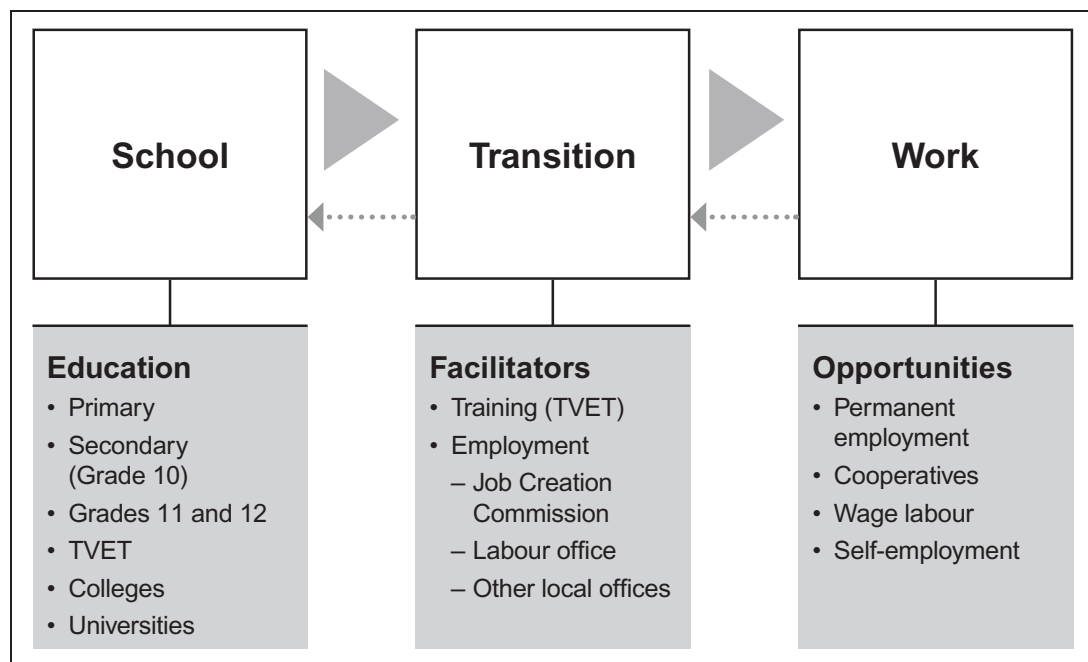 School
Transition
Work
Education
• Primary
• Secondary
(Grade 10)
• Grades 11 and 12
• TVET
• Colleges
• Universities
Facilitators
• Training (TVET)
• Employment
– Job Creation
Commission
– Labour office
– Other local offices
Opportunities
• Permanent
employment
• Cooperatives
• Wage labour
• Self-employment